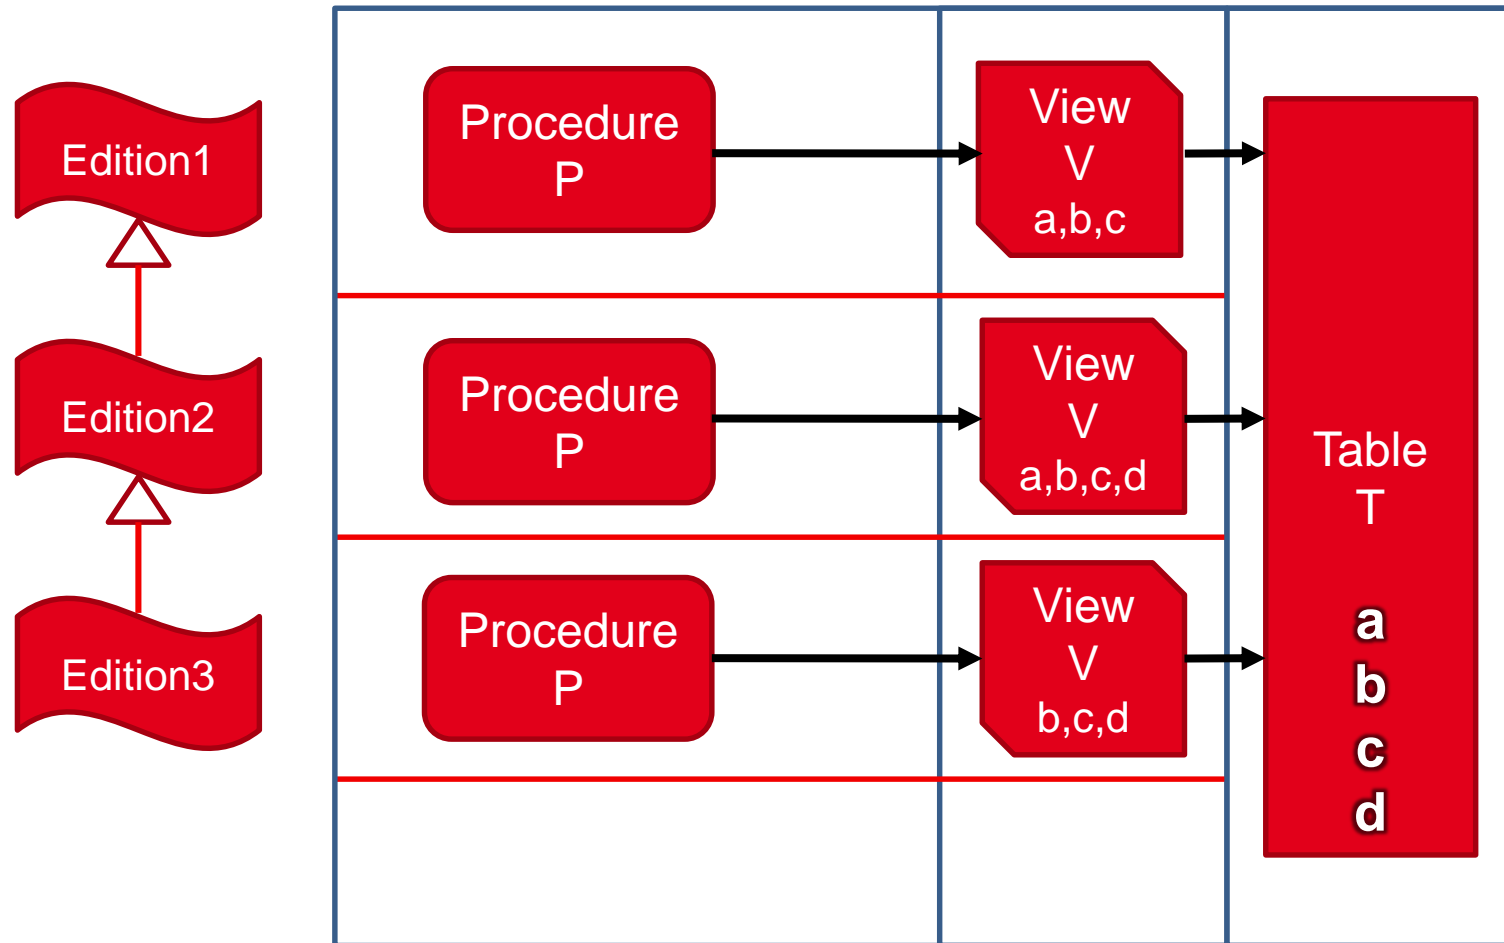 Edition1
Procedure
P
View
V
a,b,c
Edition2
Procedure
P
View
V
a,b,c,d
Edition3
Procedure
P
View
V
b,c,d
Table
T
a
b
c
d